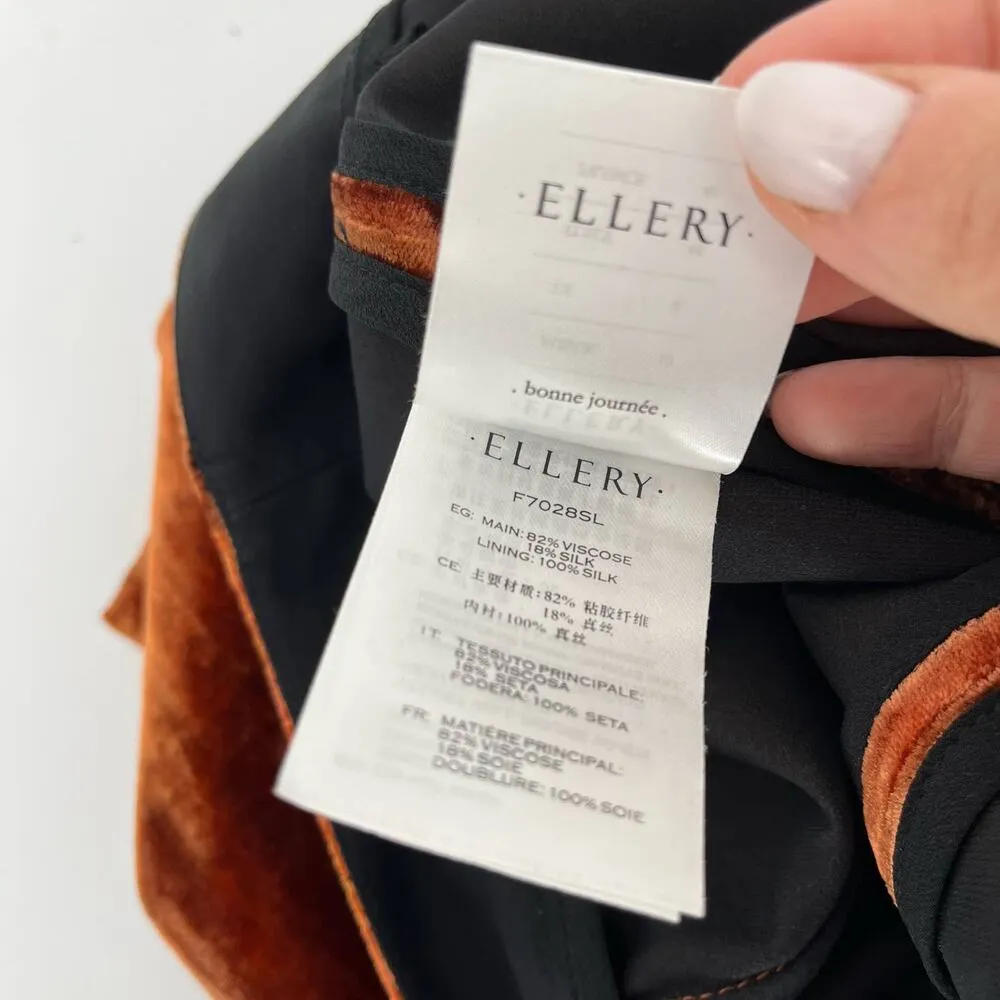 ·ELLERY·
. bonne journée .
·ELLERY·
F7028SL
EG: MAIN: 82% VISCOSE
18% SILK
LINING: 100% SILK
CE: 主要材质: 82% 粘胶纤维
18% 真丝
内衬: 100% 真丝
IT: TESSUTO PRINCIPALE:
82% VISCOSA
18% SETA
FODERA: 100% SETA
FR: MATIÈRE PRINCIPAL:
82% VISCOSE
18% SOIE
DOUBLURE: 100% SOIE